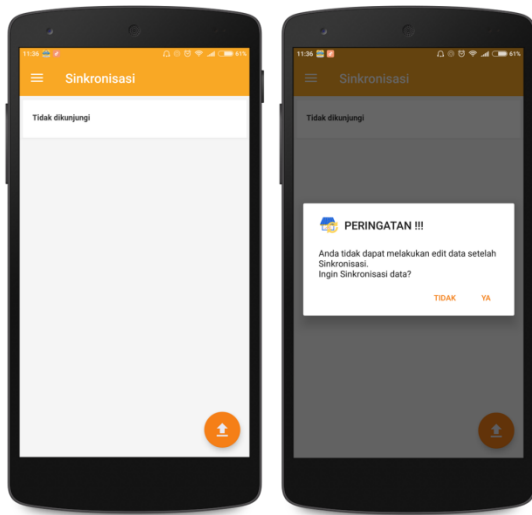 11:36
61%
Sinkronisasi
Tidak dikunjungi
11:36
61%
Sinkronisasi
Tidak dikunjungi
PERINGATAN !!!
Anda tidak dapat melakukan edit data setelah
Sinkronisasi.
Ingin Sinkronisasi data?
TIDAK YA